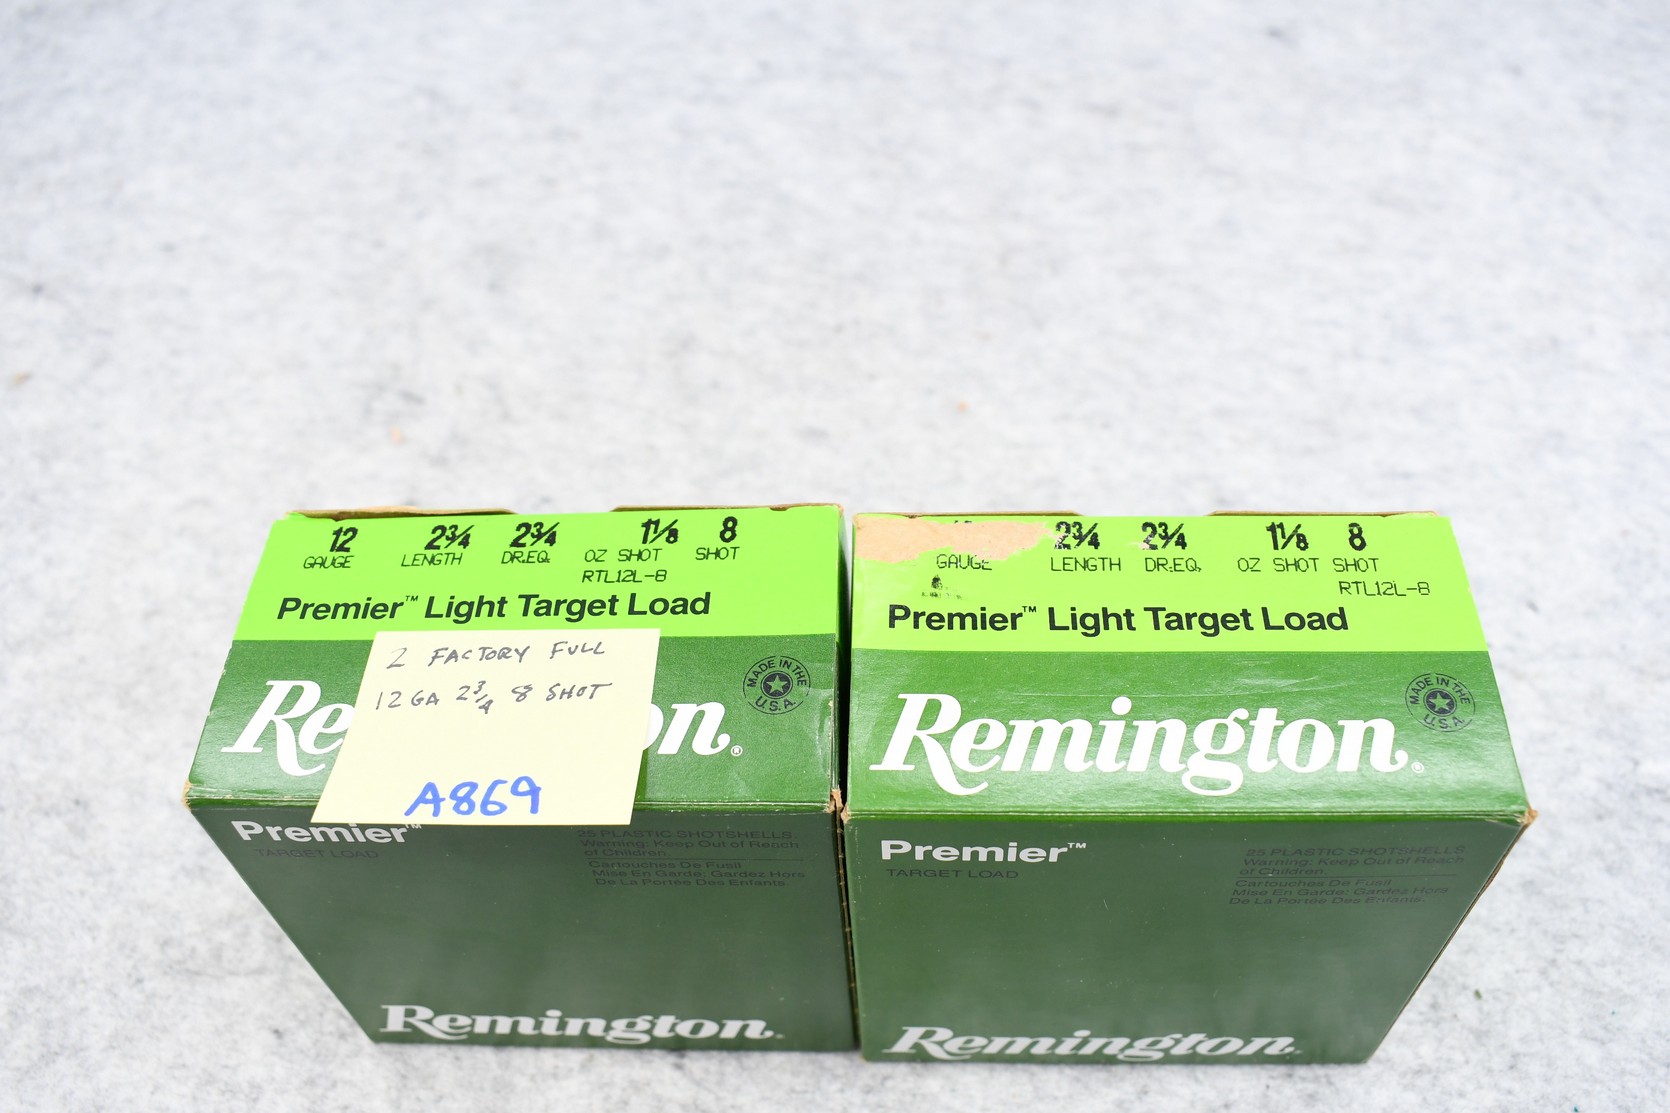 12 2¾ 2¾ 1⅛ 8
GAUGE LENGTH DR.EQ. OZ SHOT SHOT
RTL12L-8
Premier™ Light Target Load
2 FACTORY FULL
12 GA 2¾ 8 SHOT
A869
Re on®
MADE IN THE U.S.A.
Premier™
TARGET LOAD
25 PLASTIC SHOTSHELLS
Warning: Keep Out of Reach
of Children.
Cartouches De Fusil
Mise En Garde: Gardez Hors
De La Portée Des Enfants.
Remington.
2¾ 2¾ 1⅛ 8
GAUGE LENGTH DR.EQ. OZ SHOT SHOT
RTL12L-8
Premier™ Light Target Load
Remington®
MADE IN THE U.S.A.
Premier™
TARGET LOAD
25 PLASTIC SHOTSHELLS
Warning: Keep Out of Reach
of Children.
Cartouches De Fusil
Mise En Garde: Gardez Hors
De La Portée Des Enfants.
Remington.